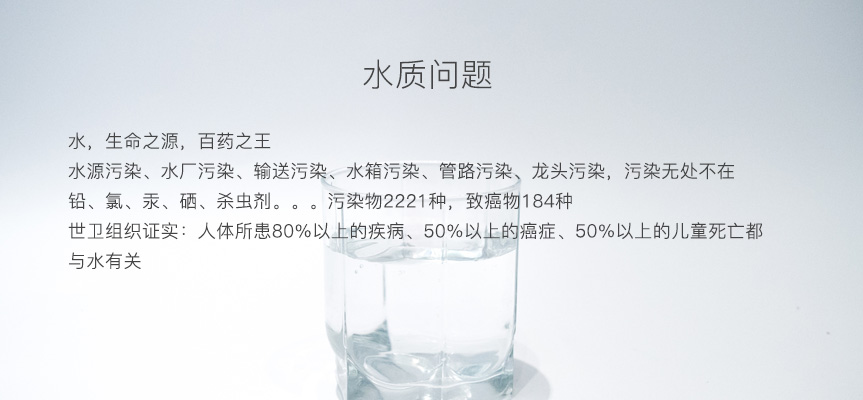 水质问题
水，生命之源，百药之王
水源污染、水厂污染、输送污染、水箱污染、管路污染、龙头污染，污染无处不在
铅、氯、汞、硒、杀虫剂。。。污染物2221种，致癌物184种
世卫组织证实：人体所患80%以上的疾病、50%以上的癌症、50%以上的儿童死亡都
与水有关